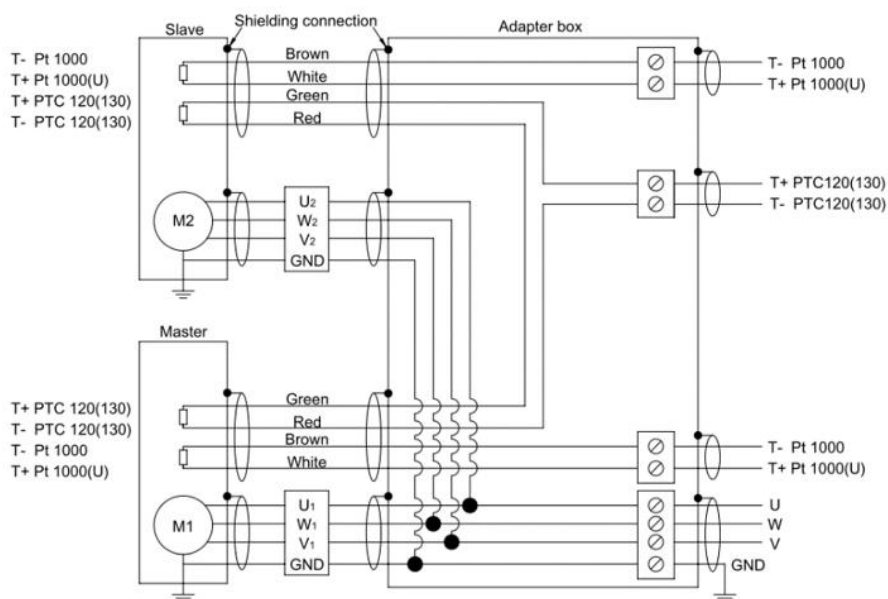 Shielding connection
Slave
Adapter box
T- Pt 1000
T+ Pt 1000(U)
T+ PTC 120(130)
T- PTC 120(130)
Brown
White
Green
Red
T- Pt 1000
T+ Pt 1000(U)
T+ PTC120(130)
T- PTC120(130)
M2
U2
W2
V2
GND
Master
T+ PTC 120(130)
T- PTC 120(130)
T- Pt 1000
T+ Pt 1000(U)
Green
Red
Brown
White
T- Pt 1000
T+ Pt 1000(U)
M1
U1
W1
V1
GND
U
W
V
GND